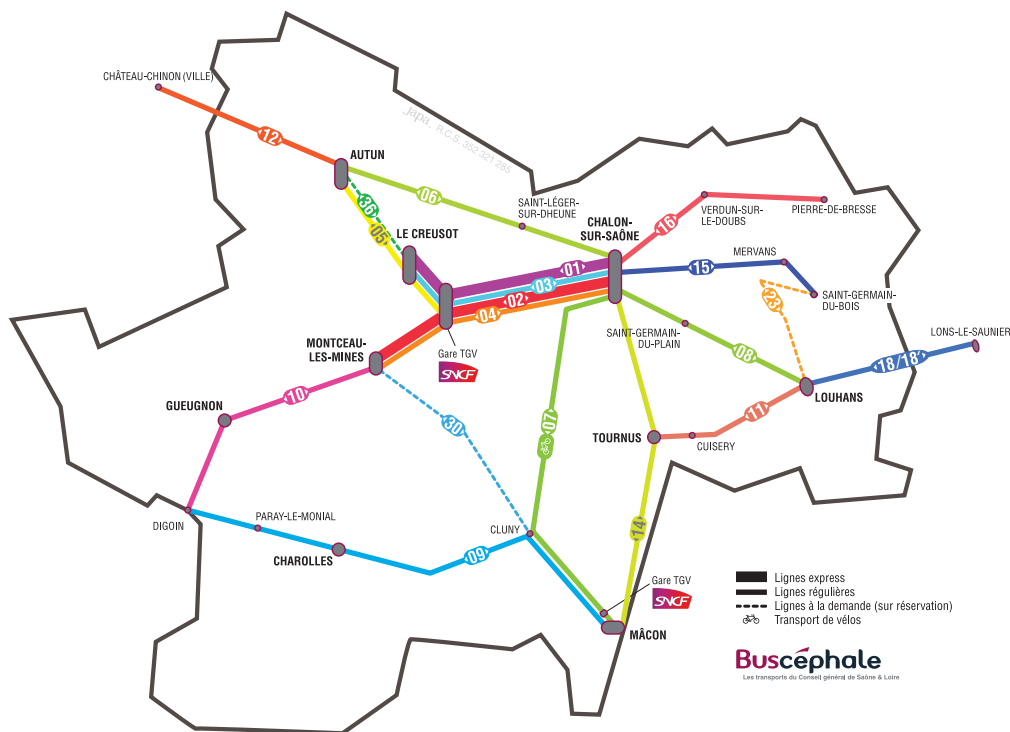 CHÂTEAU-CHINON (VILLE)
12
AUTUN
Japa. R.C.S. 352 321 285
36
05
06
SAINT-LÉGER-
SUR-DHEUNE
LE CREUSOT
CHALON-
SUR-SAÔNE
16
VERDUN-SUR-
LE-DOUBS
PIERRE-DE-BRESSE
MERVANS
01
03
02
04
15
23
SAINT-GERMAIN-
DU-BOIS
MONTCEAU-
LES-MINES
Gare TGV
SNCF
SAINT-GERMAIN-
DU-PLAIN
08
LONS-LE-SAUNIER
18/18'
LOUHANS
10
GUEUGNON
30
07
11
TOURNUS
CUISERY
DIGOIN
PARAY-LE-MONIAL
CHAROLLES
09
CLUNY
14
Gare TGV
SNCF
MÂCON
Lignes express
Lignes régulières
Lignes à la demande (sur réservation)
Transport de vélos
Buscéphale
Les transports du Conseil général de Saône & Loire